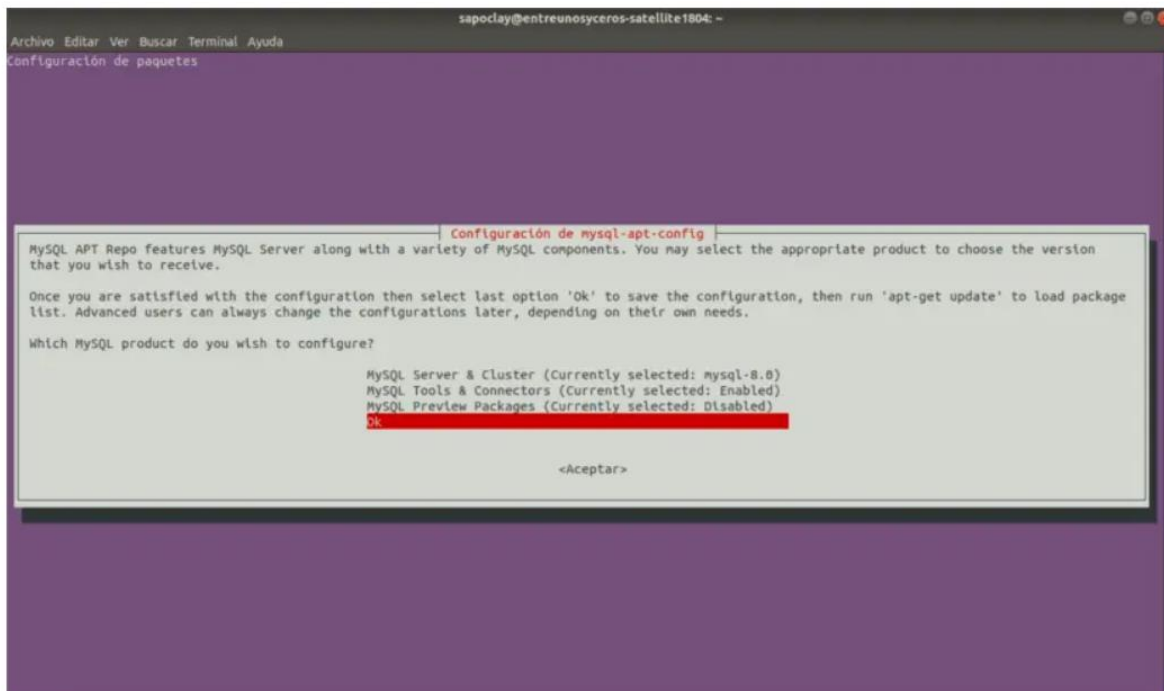 sapoclay@entreunosyceros-satellite1804: ~
Archivo Editar Ver Buscar Terminal Ayuda
Configuración de paquetes
Configuración de mysql-apt-config
MySQL APT Repo features MySQL Server along with a variety of MySQL components. You may select the appropriate product to choose the version
that you wish to receive.
Once you are satisfied with the configuration then select last option 'Ok' to save the configuration, then run 'apt-get update' to load package
list. Advanced users can always change the configurations later, depending on their own needs.
Which MySQL product do you wish to configure?
MySQL Server & Cluster (Currently selected: mysql-8.0)
MySQL Tools & Connectors (Currently selected: Enabled)
MySQL Preview Packages (Currently selected: Disabled)
Ok
<Aceptar>